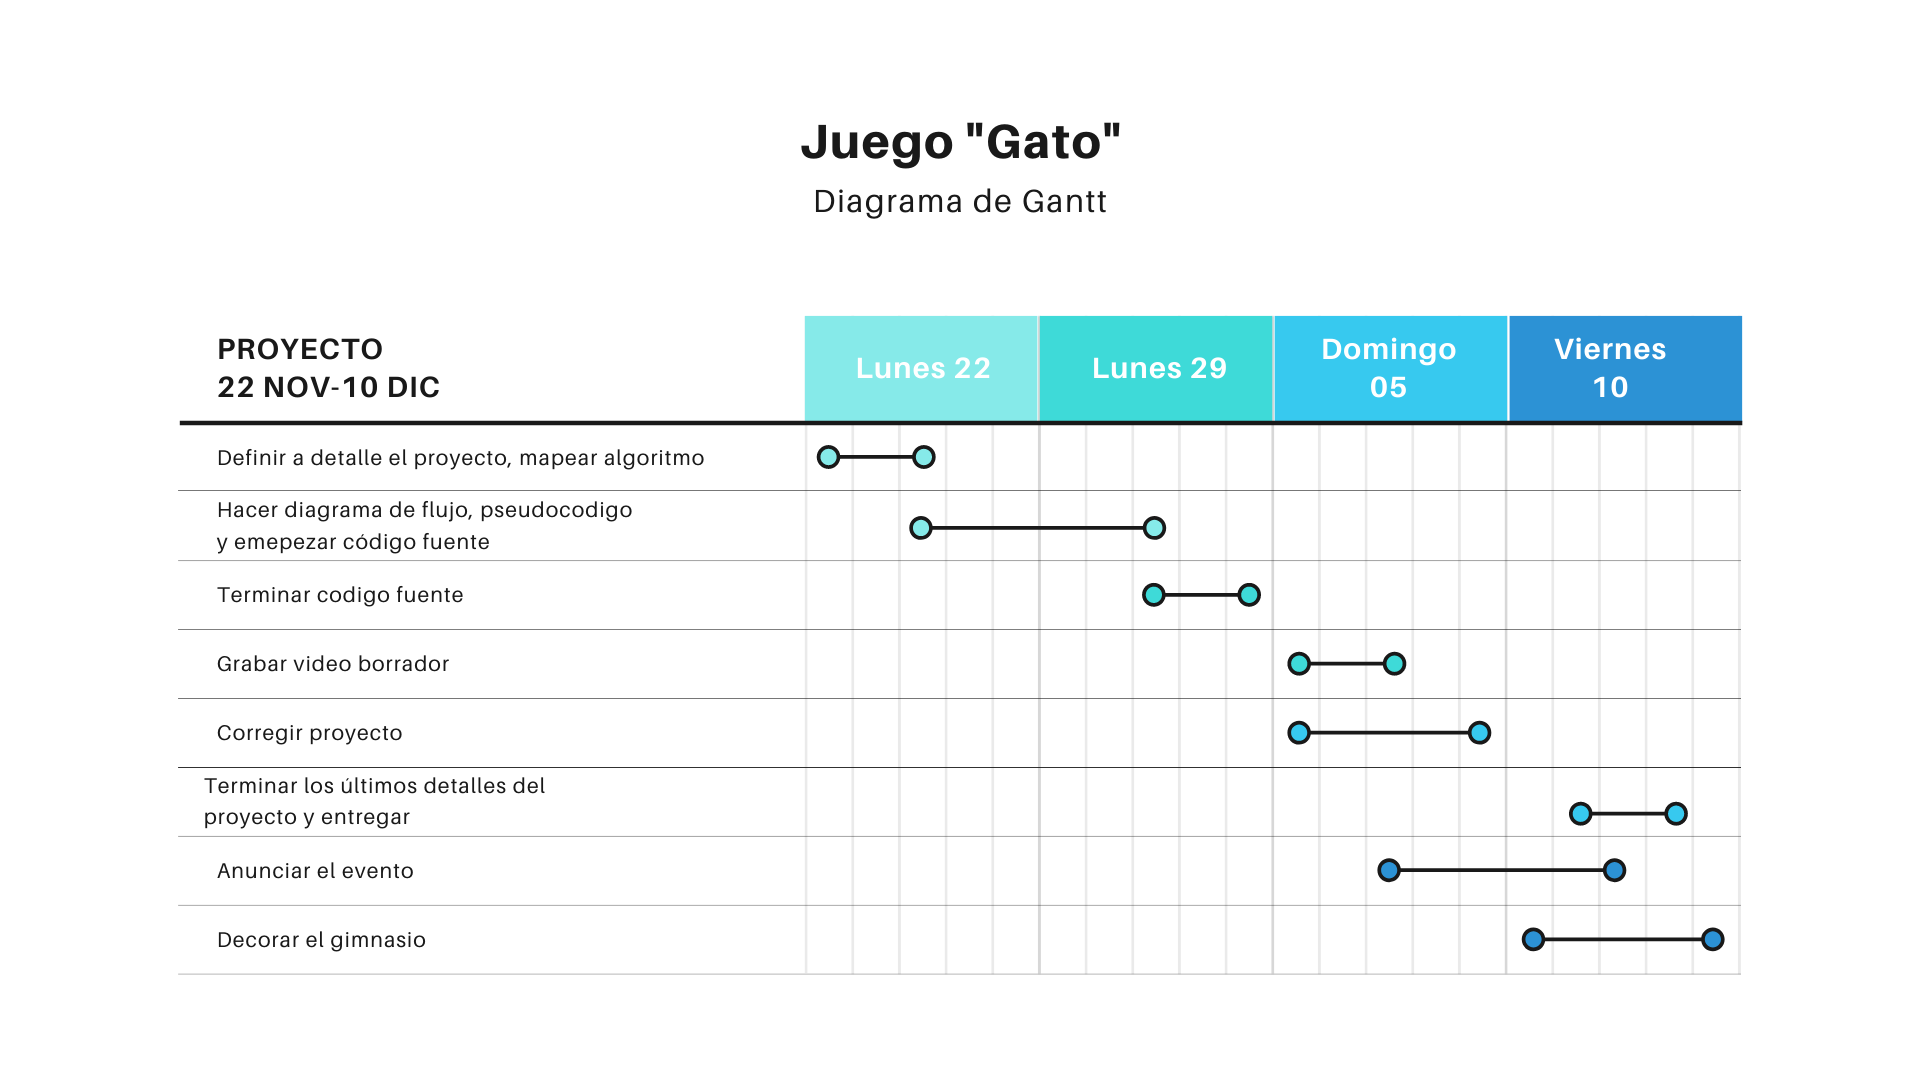 Juego "Gato"
Diagrama de Gantt
PROYECTO
22 NOV-10 DIC
Lunes 22
Lunes 29
Domingo
05
Viernes
10
Definir a detalle el proyecto, mapear algoritmo
Hacer diagrama de flujo, pseudocodigo
y emepezar código fuente
Terminar codigo fuente
Grabar video borrador
Corregir proyecto
Terminar los últimos detalles del
proyecto y entregar
Anunciar el evento
Decorar el gimnasio